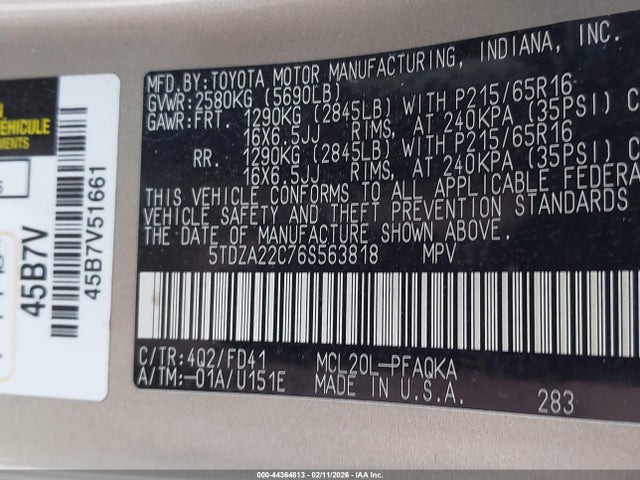 MFD.BY:TOYOTA MOTOR MANUFACTURING, INDIANA, INC.
GVWR:2580KG (5690LB)
GAWR:FRT. 1290KG (2845LB) WITH P215/65R16
16X6.5JJ RIMS, AT 240KPA (35PSI) C
RR. 1290KG (2845LB) WITH P215/65R16
16X6.5JJ RIMS, AT 240KPA (35PSI) C
THIS VEHICLE CONFORMS TO ALL APPLICABLE FEDERA
VEHICLE SAFETY AND THEFT PREVENTION STANDARDS
THE DATE OF MANUFACTURE SHOWN ABOVE.
5TDZA22C76S563818 MPV
C/TR:4Q2/FD41 MCL20L-PFAQKA
A/TM:-01A/U151E MADE IN U.S.A.
283
VEHICULE
EMENTS
45B7V
45B7V51661
000-44364813 - 02/11/2026 - IAA Inc.